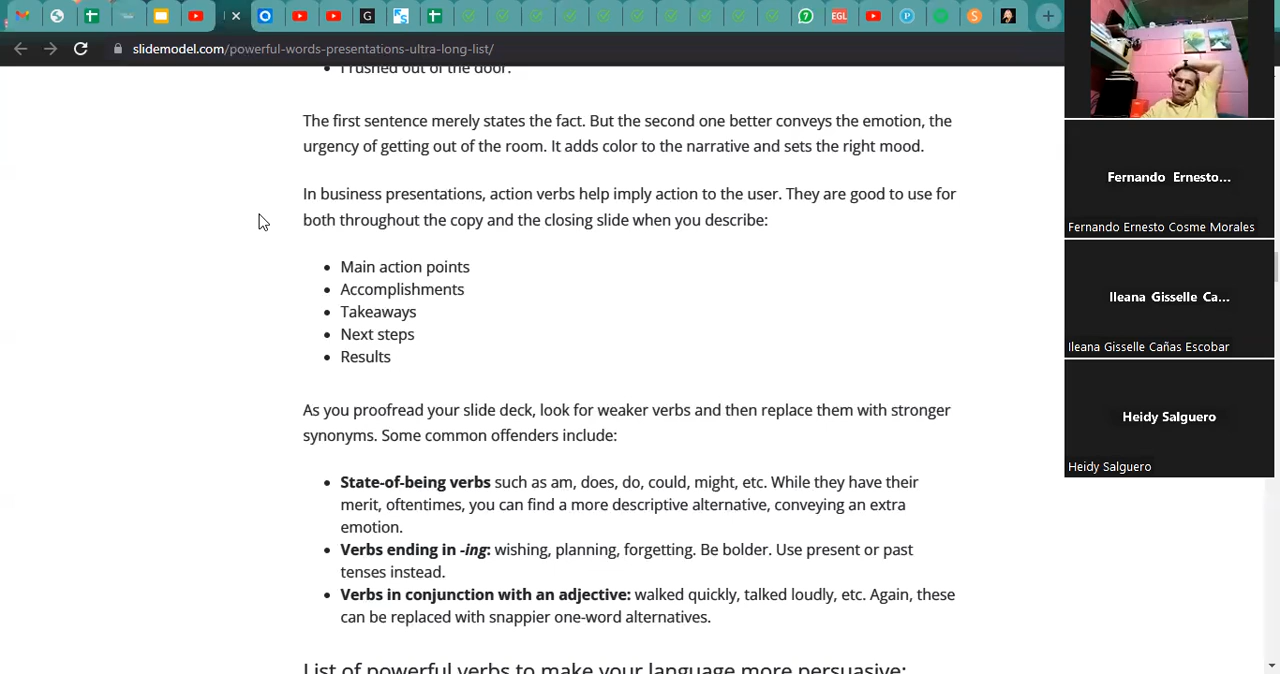 slidemodel.com/powerful-words-presentations-ultra-long-list/
I rushed out of the door.
The first sentence merely states the fact. But the second one better conveys the emotion, the
urgency of getting out of the room. It adds color to the narrative and sets the right mood.
In business presentations, action verbs help imply action to the user. They are good to use for
both throughout the copy and the closing slide when you describe:
Main action points
Accomplishments
Takeaways
Next steps
Results
As you proofread your slide deck, look for weaker verbs and then replace them with stronger
synonyms. Some common offenders include:
State-of-being verbs such as am, does, do, could, might, etc. While they have their
merit, oftentimes, you can find a more descriptive alternative, conveying an extra
emotion.
Verbs ending in -ing: wishing, planning, forgetting. Be bolder. Use present or past
tenses instead.
Verbs in conjunction with an adjective: walked quickly, talked loudly, etc. Again, these
can be replaced with snappier one-word alternatives.
List of powerful verbs to make your language more persuasive:
Fernando Ernesto...
Fernando Ernesto Cosme Morales
Ileana Gisselle Ca...
Ileana Gisselle Cañas Escobar
Heidy Salguero
Heidy Salguero
G
7
EGL
P
S